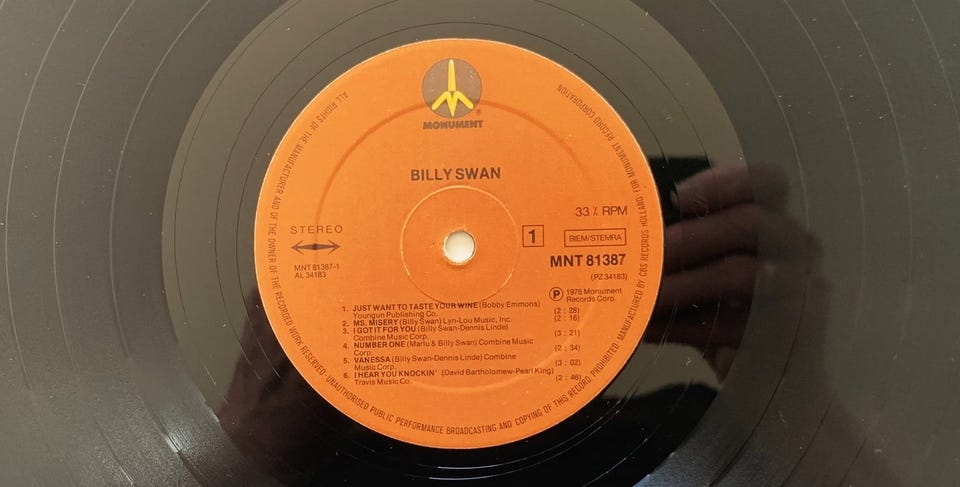 MONUMENT
®
BILLY SWAN
STEREO
MNT 81387-1
AL 34183
33 ⅓ RPM
1
BIEM/STEMRA
MNT 81387
(PZ 34183)
Ⓟ 1976 Monument
Records Corp.
1. JUST WANT TO TASTE YOUR WINE (Bobby Emmons)
Youngun Publishing Co. (2 : 28)
2. MS. MISERY (Billy Swan) Lyn-Lou Music, Inc. (2 : 16)
3. I GOT IT FOR YOU (Billy Swan-Dennis Linde)
Combine Music Corp. (3 : 21)
4. NUMBER ONE (Marlu & Billy Swan) Combine Music
Corp. (2 : 34)
5. VANESSA (Billy Swan-Dennis Linde) Combine
Music Corp. (3 : 02)
6. I HEAR YOU KNOCKIN' (David Bartholomew-Pearl King)
Travis Music Co. (2 : 46)
ALL RIGHTS OF THE MANUFACTURER AND OF THE OWNER OF THE RECORDED WORK RESERVED·UNAUTHORISED PUBLIC PERFORMANCE BROADCASTING AND COPYING OF THIS RECORD PROHIBITED·MANUFACTURED BY CBS RECORDS HOLLAND·FOR MONUMENT RECORD CORPORATION